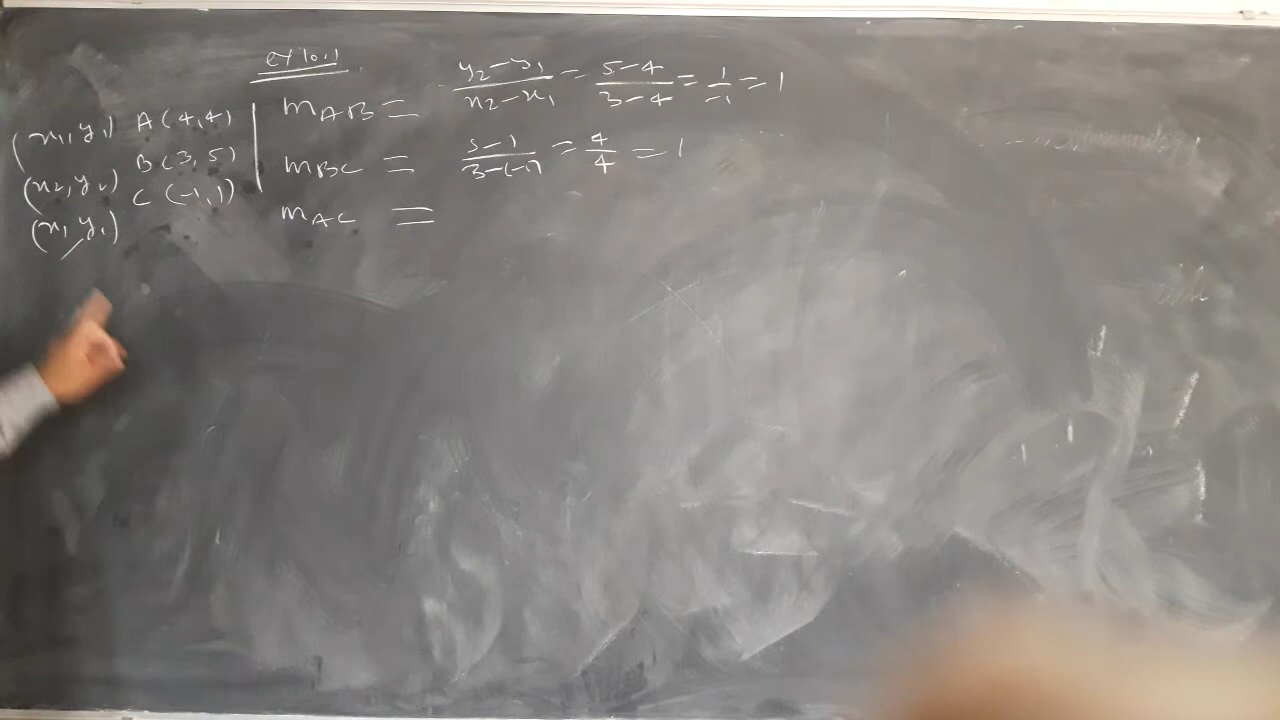 ex 10.1
(x₁, y₁) A(4,4)
(x₂, y₂) B(3,5)
(x₁ y₁) C(-1,1)
m_AB = (y₂-y₁)/(x₂-x₁) = (5-4)/(3-4) = 1/-1 = 1
m_BC = (5-1)/(3-(-1)) = 4/4 = 1
m_AC =